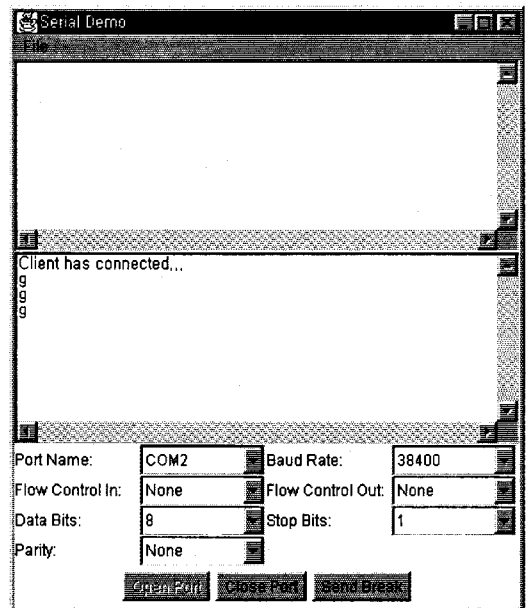 Serial Demo
File
Client has connected,,,
g
g
g
Port Name: COM2 Baud Rate: 38400
Flow Control In: None Flow Control Out: None
Data Bits: 8 Stop Bits: 1
Parity: None
Open Port Close Port Send Break